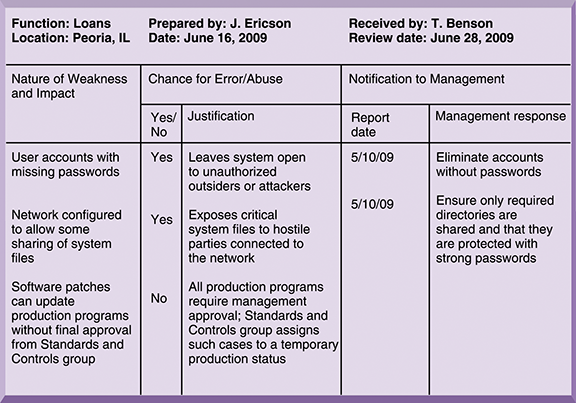 Function: Loans
Location: Peoria, IL
Prepared by: J. Ericson
Date: June 16, 2009
Received by: T. Benson
Review date: June 28, 2009
Nature of Weakness
and Impact
Chance for Error/Abuse
Notification to Management
Yes/
No
Justification
Report
date
Management response
User accounts with
missing passwords
Yes
Leaves system open
to unauthorized
outsiders or attackers
5/10/09
Eliminate accounts
without passwords
Network configured
to allow some
sharing of system
files
Yes
Exposes critical
system files to hostile
parties connected to
the network
5/10/09
Ensure only required
directories are
shared and that they
are protected with
strong passwords
Software patches
can update
production programs
without final approval
from Standards and
Controls group
No
All production programs
require management
approval; Standards and
Controls group assigns
such cases to a temporary
production status